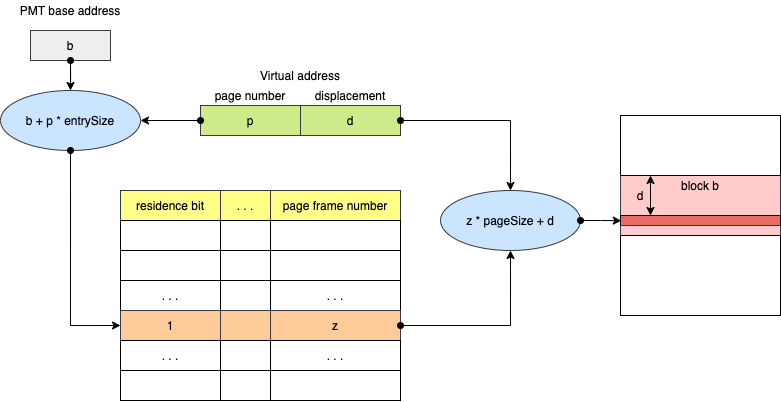 PMT base address
b
Virtual address
page number displacement
p d
b + p * entrySize
residence bit . . . page frame number
. . . . . .
1 z
. . . . . .
z * pageSize + d
block b
d